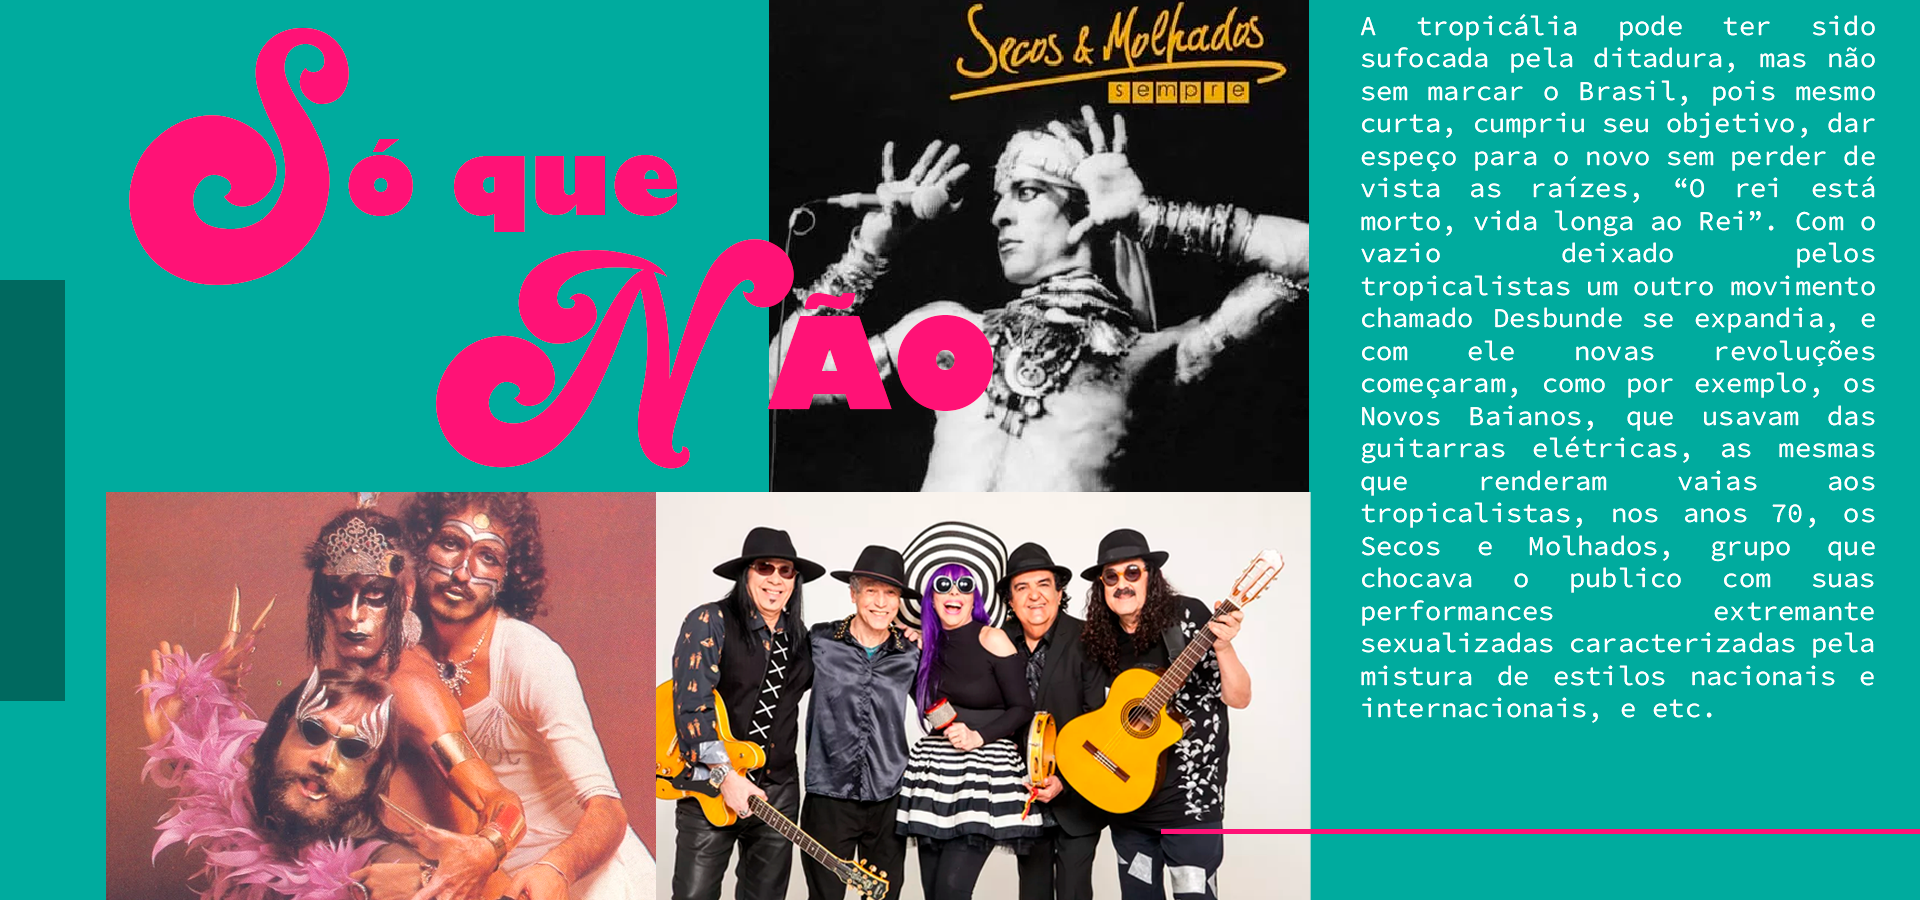 Só que
NÃO
Secos & Molhados
sempre
A tropicália pode ter sido
sufocada pela ditadura, mas não
sem marcar o Brasil, pois mesmo
curta, cumpriu seu objetivo, dar
espeço para o novo sem perder de
vista as raízes, “O rei está
morto, vida longa ao Rei”. Com o
vazio deixado pelos
tropicalistas um outro movimento
chamado Desbunde se expandia, e
com ele novas revoluções
começaram, como por exemplo, os
Novos Baianos, que usavam das
guitarras elétricas, as mesmas
que renderam vaias aos
tropicalistas, nos anos 70, os
Secos e Molhados, grupo que
chocava o publico com suas
performances extremante
sexualizadas caracterizadas pela
mistura de estilos nacionais e
internacionais, e etc.